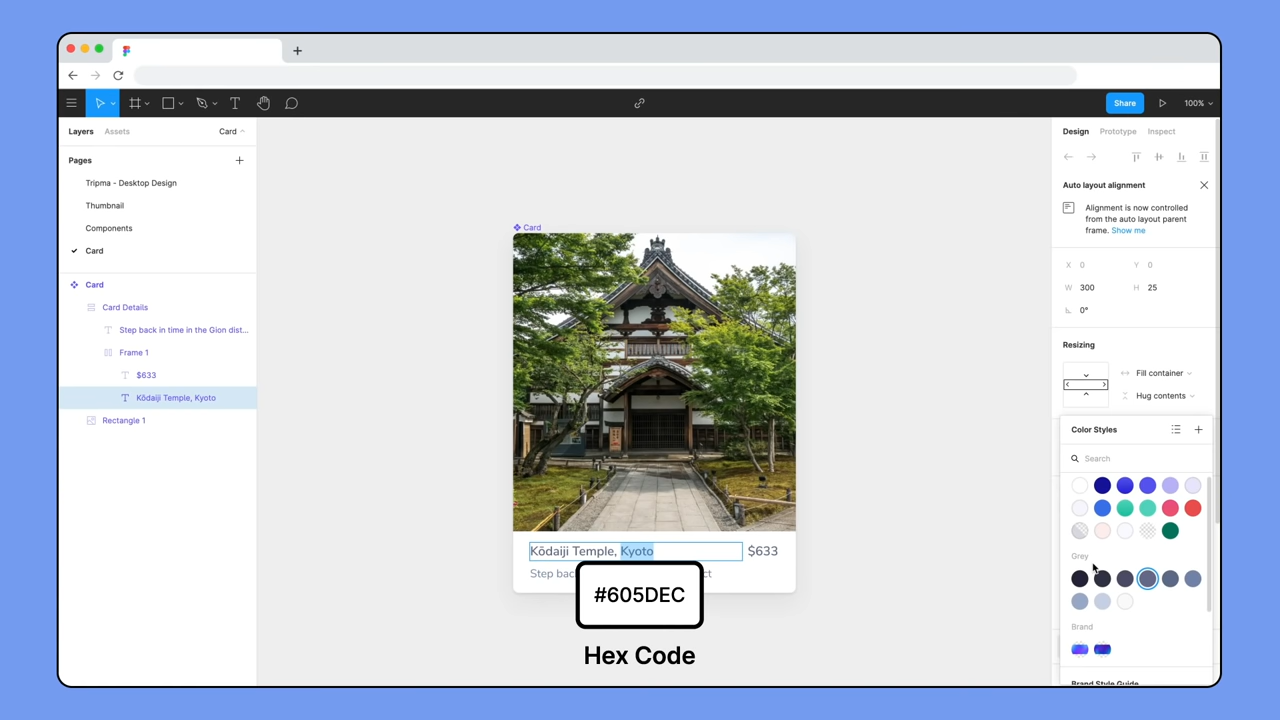 Share
100%
Layers
Assets
Card
Pages
Tripma - Desktop Design
Thumbnail
Components
Card
Card
Card Details
Step back in time in the Gion dist...
Frame 1
$633
Kōdaiji Temple, Kyoto
Rectangle 1
Card
Kōdaiji Temple, Kyoto
$633
Step bac
ct
#605DEC
Hex Code
Design
Prototype
Inspect
Auto layout alignment
Alignment is now controlled
from the auto layout parent
frame. Show me
X 0
Y 0
W 300
H 25
0°
Resizing
Fill container
Hug contents
Color Styles
Search
Grey
Brand
Brand Style Guide